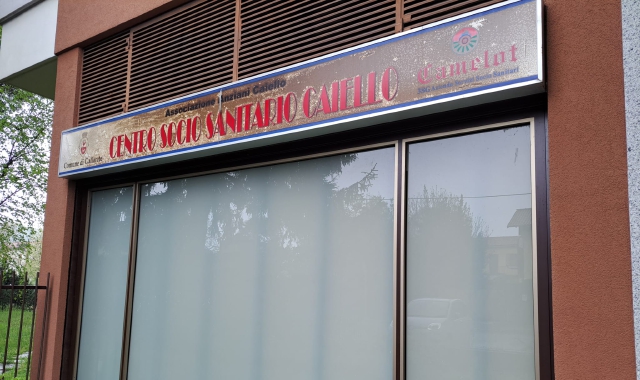 Associazione Anziani Caiello
CENTRO SOCIO SANITARIO CAIELLO
Comune di Gallarate
Camelot